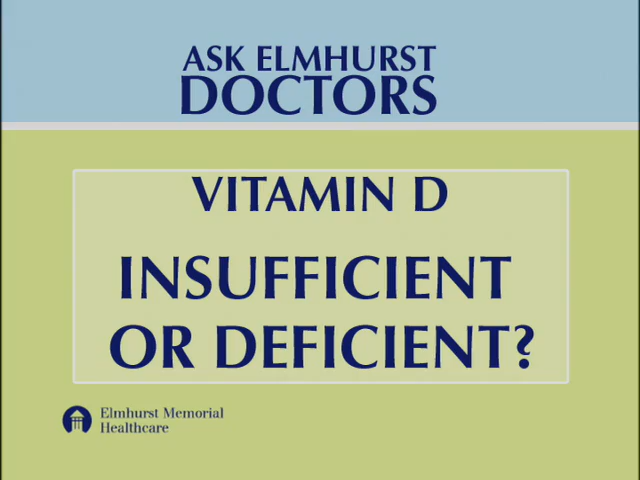 ASK ELMHURST
DOCTORS
VITAMIN D
INSUFFICIENT
OR DEFICIENT?
Elmhurst Memorial
Healthcare